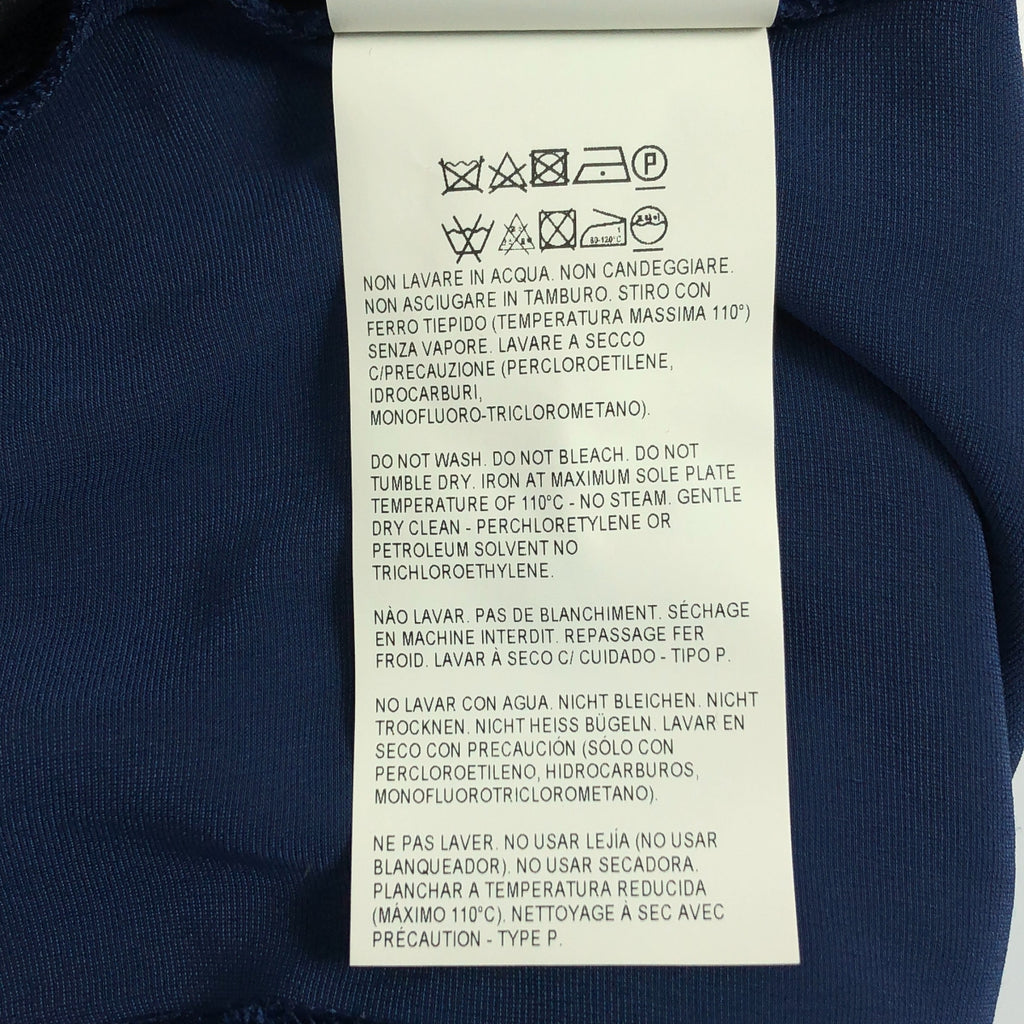 P
80-120°C
NON LAVARE IN ACQUA. NON CANDEGGIARE.
NON ASCIUGARE IN TAMBURO. STIRO CON
FERRO TIEPIDO (TEMPERATURA MASSIMA 110°)
SENZA VAPORE. LAVARE A SECCO
C/PRECAUZIONE (PERCLOROETILENE,
IDROCARBURI,
MONOFLUORO-TRICLOROMETANO).
DO NOT WASH. DO NOT BLEACH. DO NOT
TUMBLE DRY. IRON AT MAXIMUM SOLE PLATE
TEMPERATURE OF 110°C - NO STEAM. GENTLE
DRY CLEAN - PERCHLORETYLENE OR
PETROLEUM SOLVENT NO
TRICHLOROETHYLENE.
NÀO LAVAR. PAS DE BLANCHIMENT. SÉCHAGE
EN MACHINE INTERDIT. REPASSAGE FER
FROID. LAVAR À SECO C/ CUIDADO - TIPO P.
NO LAVAR CON AGUA. NICHT BLEICHEN. NICHT
TROCKNEN. NICHT HEISS BÜGELN. LAVAR EN
SECO CON PRECAUCIÓN (SÓLO CON
PERCLOROETILENO, HIDROCARBUROS,
MONOFLUOROTRICLOROMETANO).
NE PAS LAVER. NO USAR LEJÍA (NO USAR
BLANQUEADOR). NO USAR SECADORA.
PLANCHAR A TEMPERATURA REDUCIDA
(MÁXIMO 110°C). NETTOYAGE À SEC AVEC
PRÉCAUTION - TYPE P.